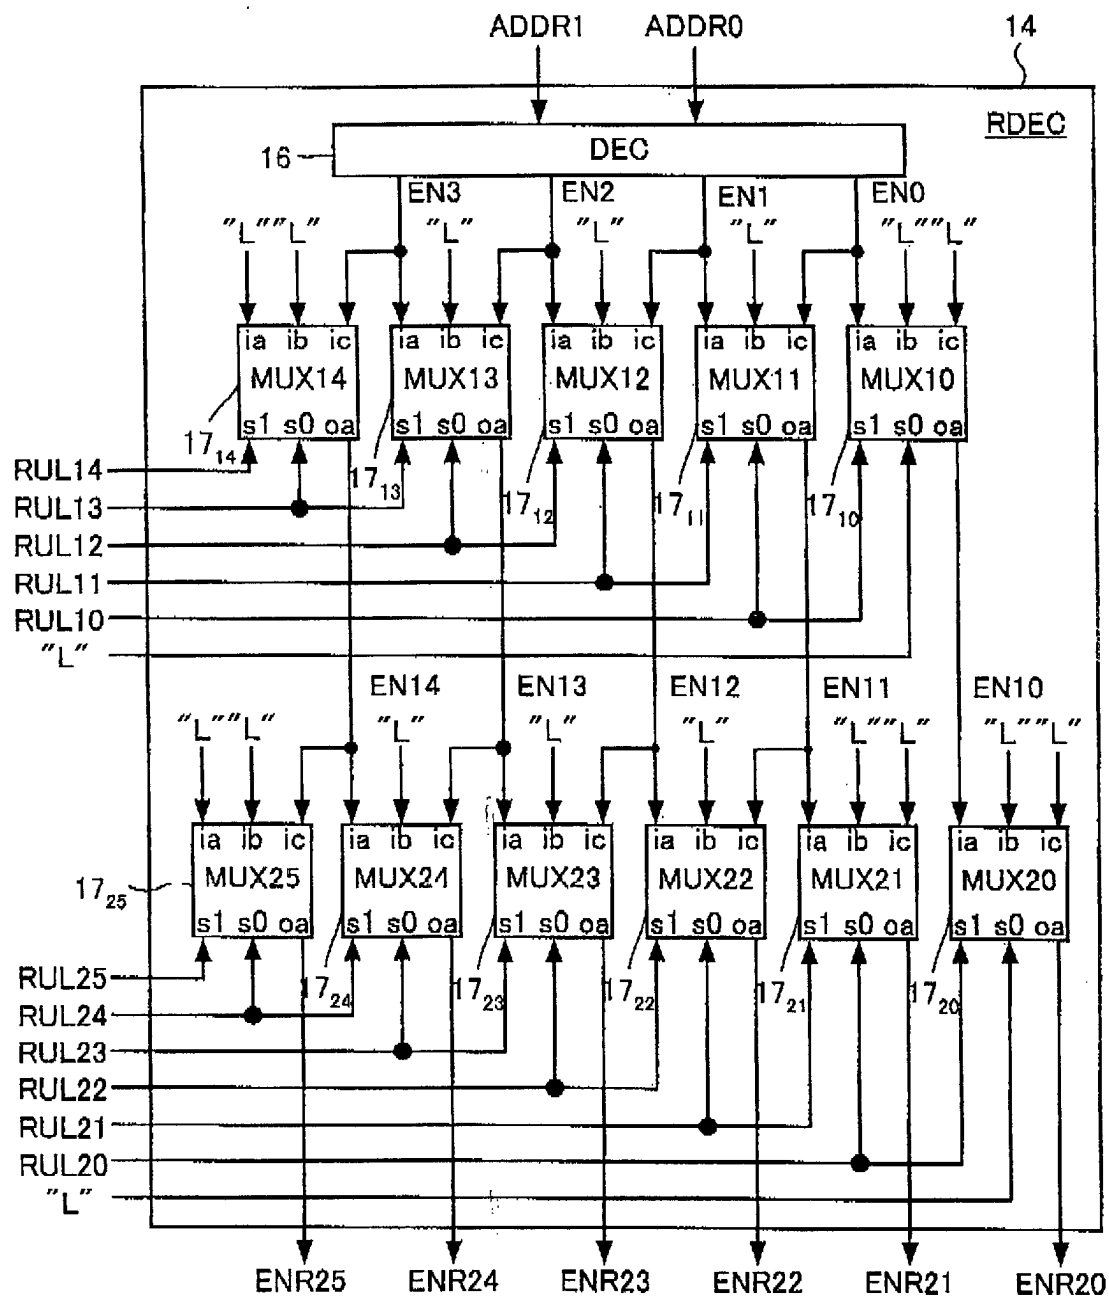 ADDR1 ADDR0 14
RDEC
16 DEC
EN3 EN2 EN1 EN0
"L" "L" "L" "L" "L" "L" "L"
ia ib ic ia ib ic ia ib ic ia ib ic ia ib ic
MUX14 MUX13 MUX12 MUX11 MUX10
s1 s0 oa s1 s0 oa s1 s0 oa s1 s0 oa s1 s0 oa
17₁₄ 17₁₃ 17₁₂ 17₁₁ 17₁₀
RUL14
RUL13
RUL12
RUL11
RUL10
"L"
EN14 EN13 EN12 EN11 EN10
"L" "L" "L" "L" "L" "L" "L" "L" "L"
ia ib ic ia ib ic ia ib ic ia ib ic ia ib ic ia ib ic
MUX25 MUX24 MUX23 MUX22 MUX21 MUX20
s1 s0 oa s1 s0 oa s1 s0 oa s1 s0 oa s1 s0 oa s1 s0 oa
17₂₅ 17₂₄ 17₂₃ 17₂₂ 17₂₁ 17₂₀
RUL25
RUL24
RUL23
RUL22
RUL21
RUL20
"L"
ENR25 ENR24 ENR23 ENR22 ENR21 ENR20